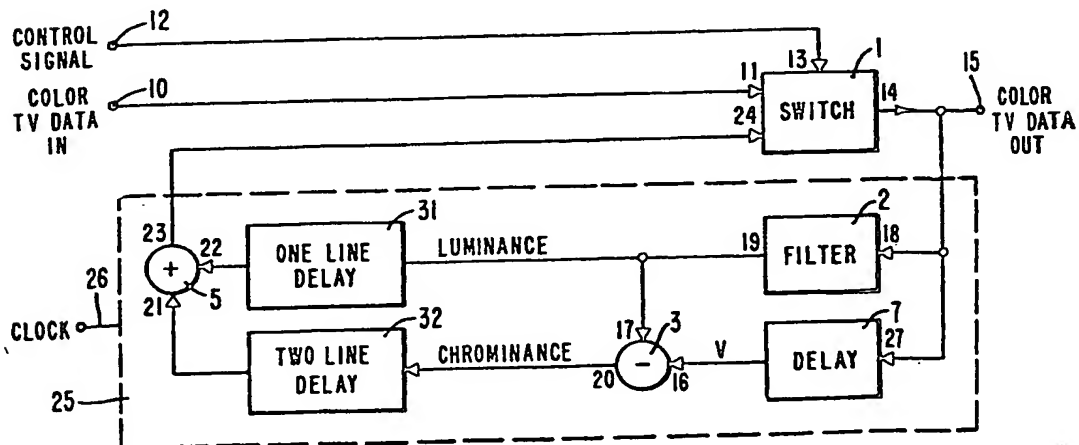 12
CONTROL
SIGNAL
13
1
10
11
15
COLOR
TV DATA
IN
SWITCH
14
COLOR
TV DATA
OUT
24
31
2
23
22
ONE LINE
DELAY
LUMINANCE
19
FILTER
18
+
5
26
21
32
17
3
7
CLOCK
TWO LINE
DELAY
CHROMINANCE
20
-
16
V
DELAY
27
25